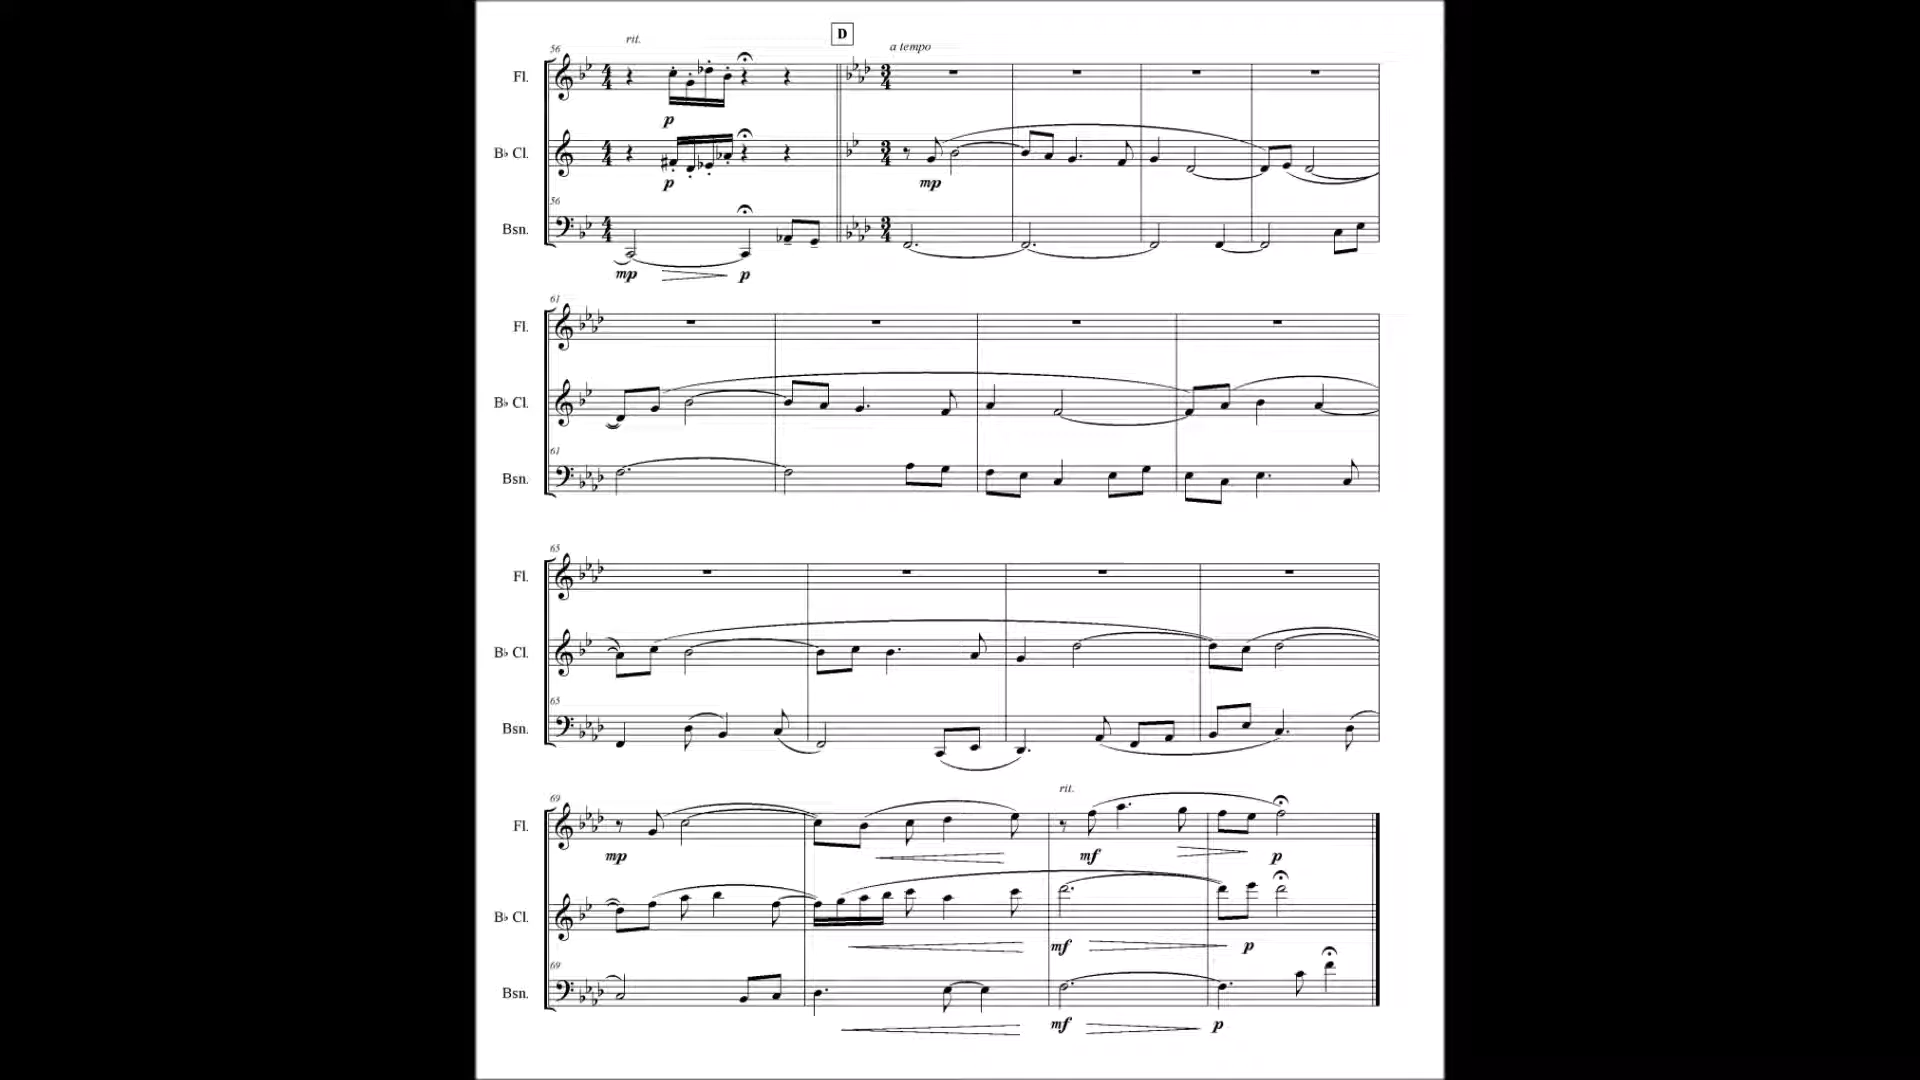 rit.
D
a tempo
56
Fl.
p
B♭ Cl.
p
mp
56
Bsn.
mp
p
61
Fl.
B♭ Cl.
61
Bsn.
65
Fl.
B♭ Cl.
65
Bsn.
rit.
69
Fl.
mp
mf
p
B♭ Cl.
mf
p
69
Bsn.
mf
p